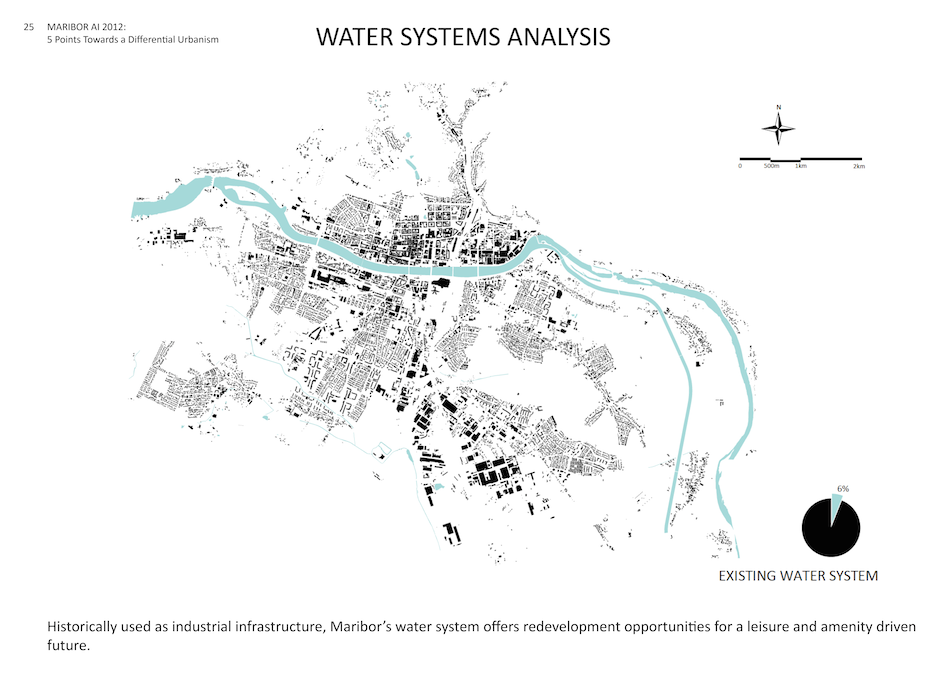 25 MARIBOR AI 2012:
5 Points Towards a Differential Urbanism
WATER SYSTEMS ANALYSIS
N
0 500m 1km 2km
6%
EXISTING WATER SYSTEM
Historically used as industrial infrastructure, Maribor’s water system offers redevelopment opportunities for a leisure and amenity driven
future.